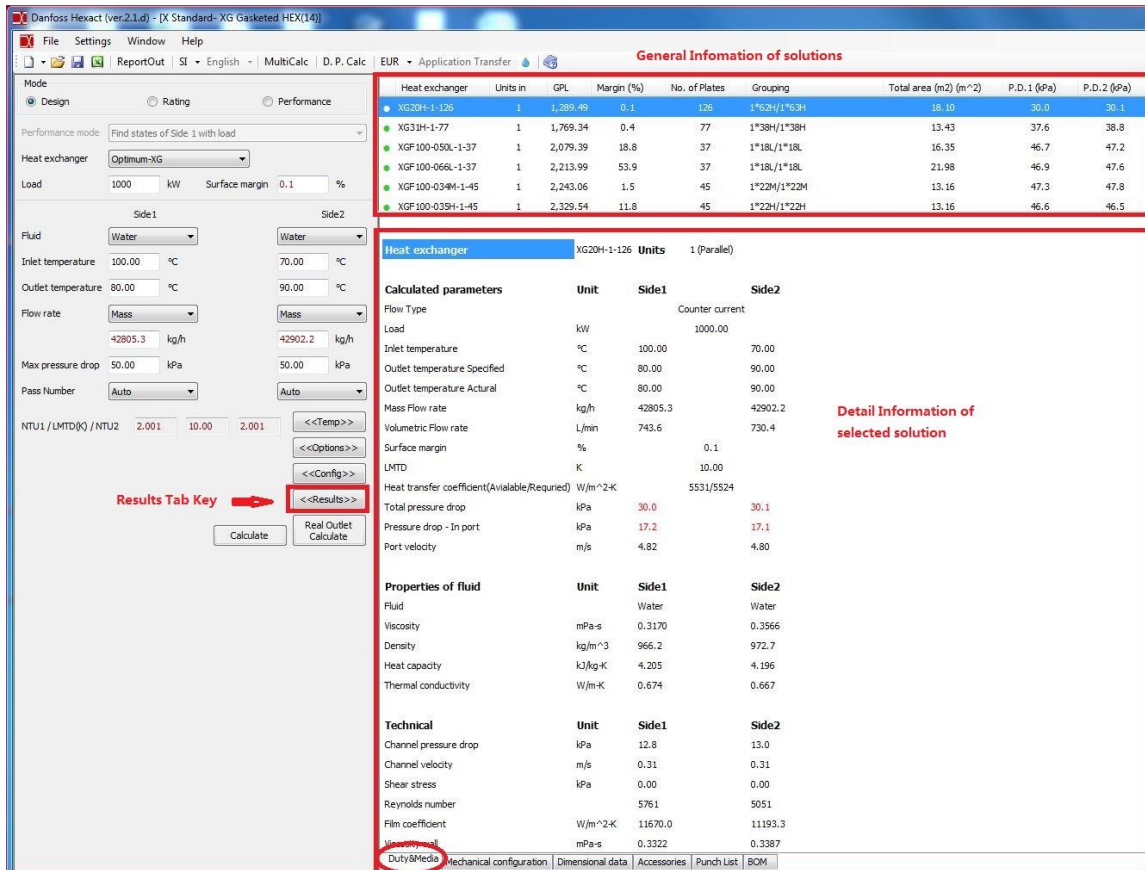 Danfoss Hexact (ver.2.1.d) - [X Standard- XG Gasketed HEX(14)]
File Settings Window Help
ReportOut SI English MultiCalc D. P. Calc EUR Application Transfer
General Infomation of solutions
Mode
Design Rating Performance
Performance mode Find states of Side 1 with load
Heat exchanger Optimum-XG
Load 1000 kW Surface margin 0.1 %
Side1 Side2
Fluid Water Water
Inlet temperature 100.00 °C 70.00 °C
Outlet temperature 80.00 °C 90.00 °C
Flow rate Mass Mass
42805.3 kg/h 42902.2 kg/h
Max pressure drop 50.00 kPa 50.00 kPa
Pass Number Auto Auto
NTU1 / LMTD(K) / NTU2 2.001 10.00 2.001 <<Temp>>
<<Options>>
<<Config>>
Results Tab Key <<Results>>
Calculate Real Outlet
Calculate
Heat exchanger Units in GPL Margin (%) No. of Plates Grouping Total area (m2) (m^2) P.D.1 (kPa) P.D.2 (kPa)
XG20H-1-126 1 1,289.49 0.1 126 1*62H/1*63H 18.10 30.0 30.1
XG31H-1-77 1 1,769.34 0.4 77 1*38H/1*38H 13.43 37.6 38.8
XGF100-050L-1-37 1 2,079.39 18.8 37 1*18L/1*18L 16.35 46.7 47.2
XGF100-066L-1-37 1 2,213.99 53.9 37 1*18L/1*18L 21.98 46.9 47.6
XGF100-034M-1-45 1 2,243.06 1.5 45 1*22M/1*22M 13.16 47.3 47.8
XGF100-035H-1-45 1 2,329.54 11.8 45 1*22H/1*22H 13.16 46.6 46.5
Heat exchanger XG20H-1-126 Units 1 (Parallel)
Calculated parameters Unit Side1 Side2
Flow Type Counter current
Load kW 1000.00
Inlet temperature °C 100.00 70.00
Outlet temperature Specified °C 80.00 90.00
Outlet temperature Actural °C 80.00 90.00
Mass Flow rate kg/h 42805.3 42902.2
Volumetric Flow rate L/min 743.6 730.4
Surface margin % 0.1
LMTD K 10.00
Heat transfer coefficient(Avialable/Requried) W/m^2-K 5531/5524
Total pressure drop kPa 30.0 30.1
Pressure drop - In port kPa 17.2 17.1
Port velocity m/s 4.82 4.80
Detail Information of
selected solution
Properties of fluid Unit Side1 Side2
Fluid Water Water
Viscosity mPa-s 0.3170 0.3566
Density kg/m^3 966.2 972.7
Heat capacity kJ/kg-K 4.205 4.196
Thermal conductivity W/m-K 0.674 0.667
Technical Unit Side1 Side2
Channel pressure drop kPa 12.8 13.0
Channel velocity m/s 0.31 0.31
Shear stress kPa 0.00 0.00
Reynolds number 5761 5051
Film coefficient W/m^2-K 11670.0 11193.3
Viscosity wall mPa-s 0.3322 0.3387
Duty&Media Mechanical configuration Dimensional data Accessories Punch List BOM